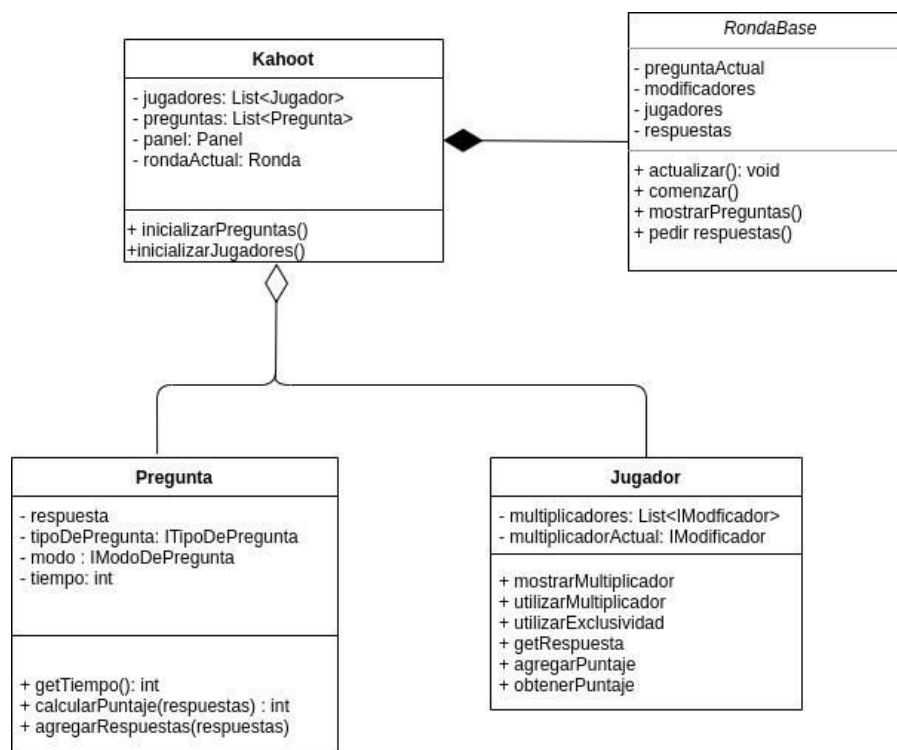 Kahoot
- jugadores: List<Jugador>
- preguntas: List<Pregunta>
- panel: Panel
- rondaActual: Ronda
+ inicializarPreguntas()
+inicializarJugadores()
RondaBase
- preguntaActual
- modificadores
- jugadores
- respuestas
+ actualizar(): void
+ comenzar()
+ mostrarPreguntas()
+ pedir respuestas()
Pregunta
- respuesta
- tipoDePregunta: ITipoDePregunta
- modo : IModoDePregunta
- tiempo: int
+ getTiempo(): int
+ calcularPuntaje(respuestas) : int
+ agregarRespuestas(respuestas)
Jugador
- multiplicadores: List<IModficador>
- multiplicadorActual: IModificador
+ mostrarMultiplicador
+ utilizarMultiplicador
+ utilizarExclusividad
+ getRespuesta
+ agregarPuntaje
+ obtenerPuntaje